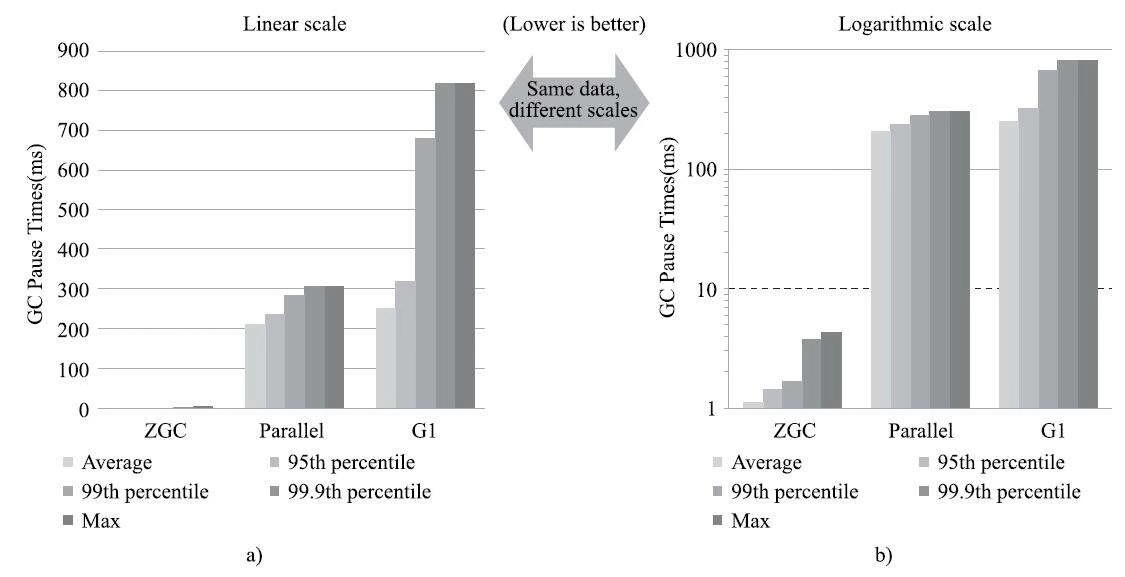 Linear scale
(Lower is better)
Logarithmic scale
Same data,
different scales
GC Pause Times(ms)
900
800
700
600
500
400
300
200
100
0
ZGC
Parallel
G1
Average
95th percentile
99th percentile
99.9th percentile
Max
a)
GC Pause Times(ms)
1000
100
10
1
ZGC
Parallel
G1
Average
95th percentile
99th percentile
99.9th percentile
Max
b)